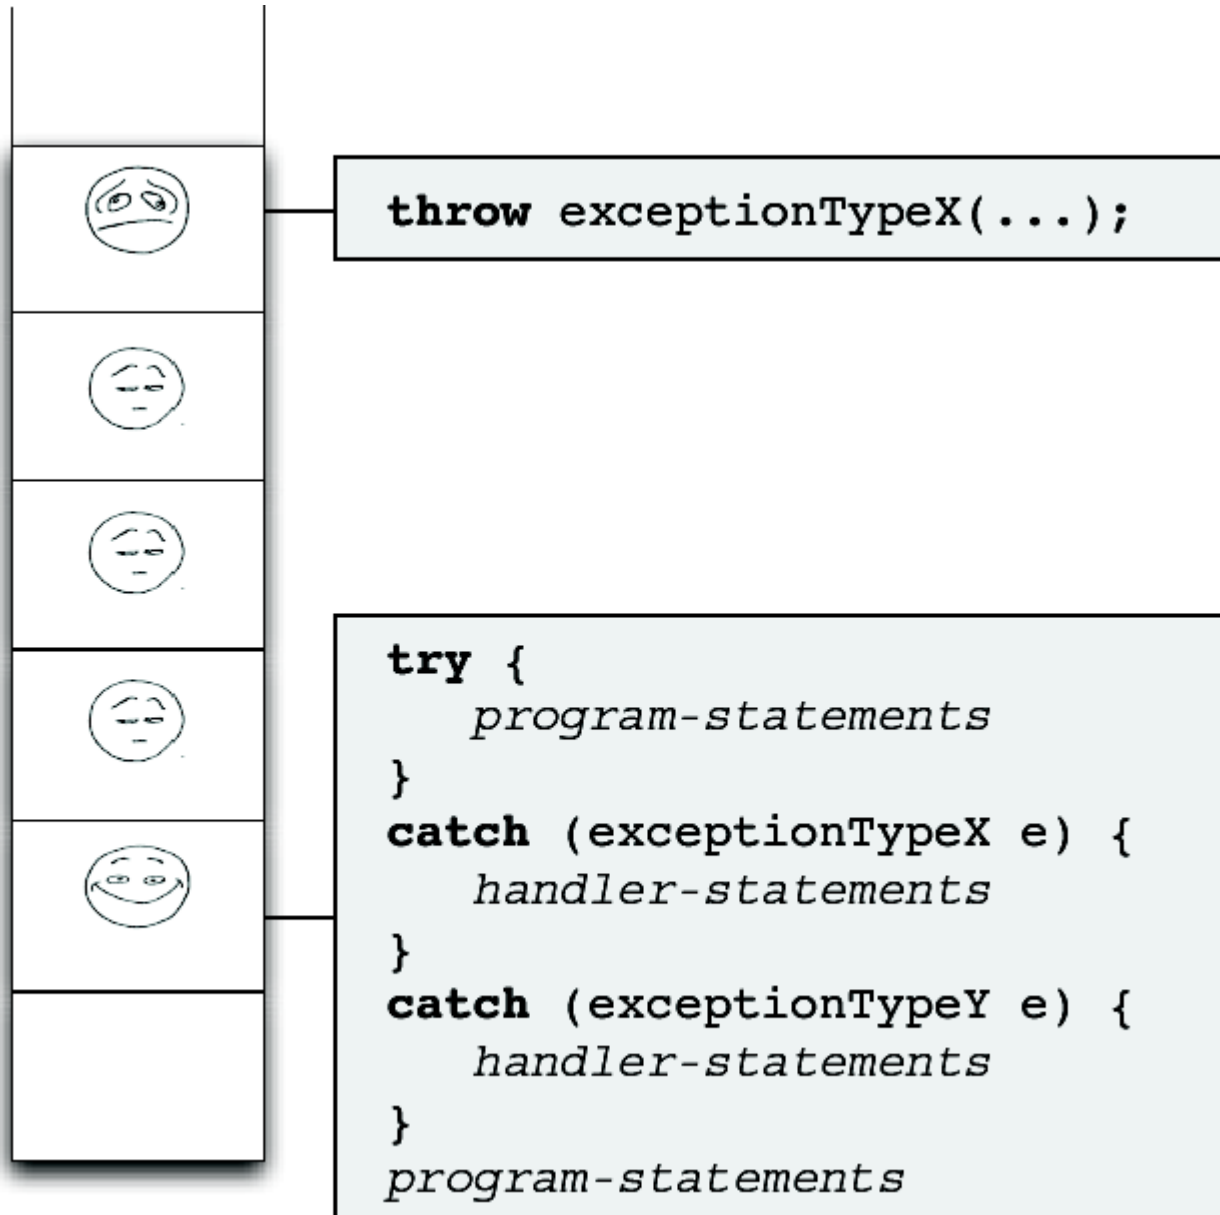 throw exceptionTypeX(...);
try {
program-statements
}
catch (exceptionTypeX e) {
handler-statements
}
catch (exceptionTypeY e) {
handler-statements
}
program-statements